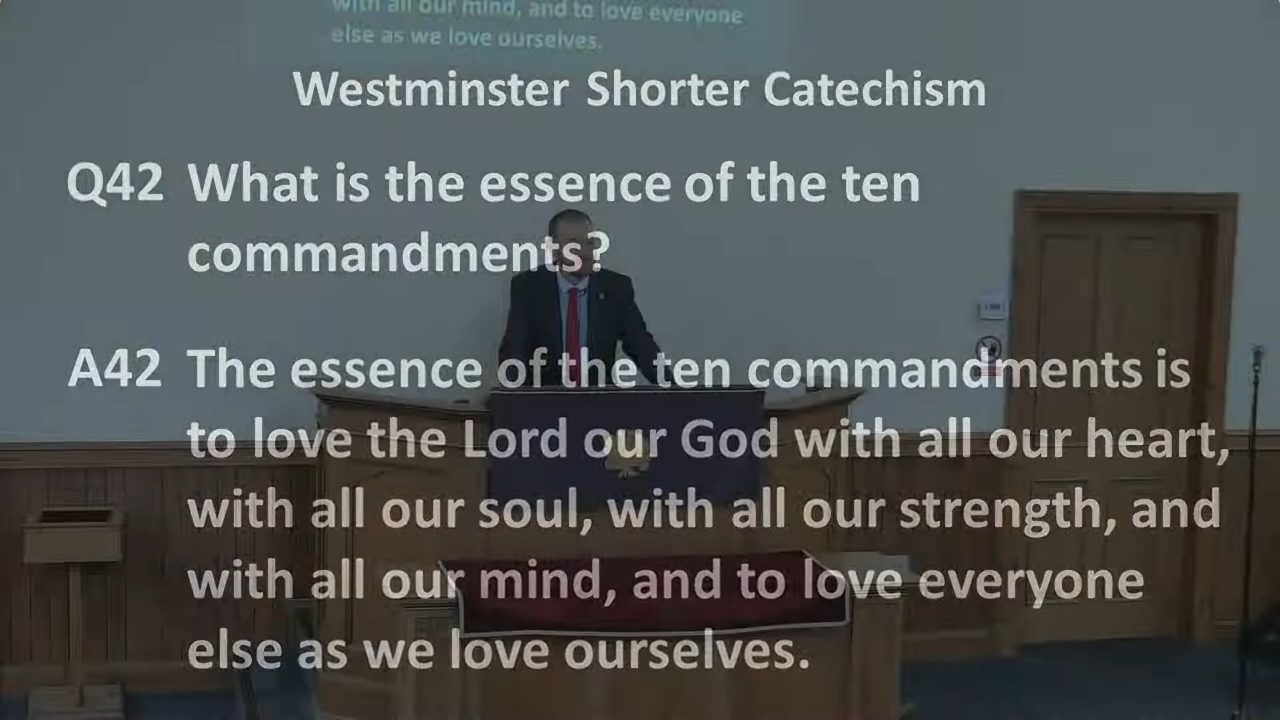 with all our mind, and to love everyone
else as we love ourselves.
Westminster Shorter Catechism
Q42 What is the essence of the ten
commandments?
A42 The essence of the ten commandments is
to love the Lord our God with all our heart,
with all our soul, with all our strength, and
with all our mind, and to love everyone
else as we love ourselves.